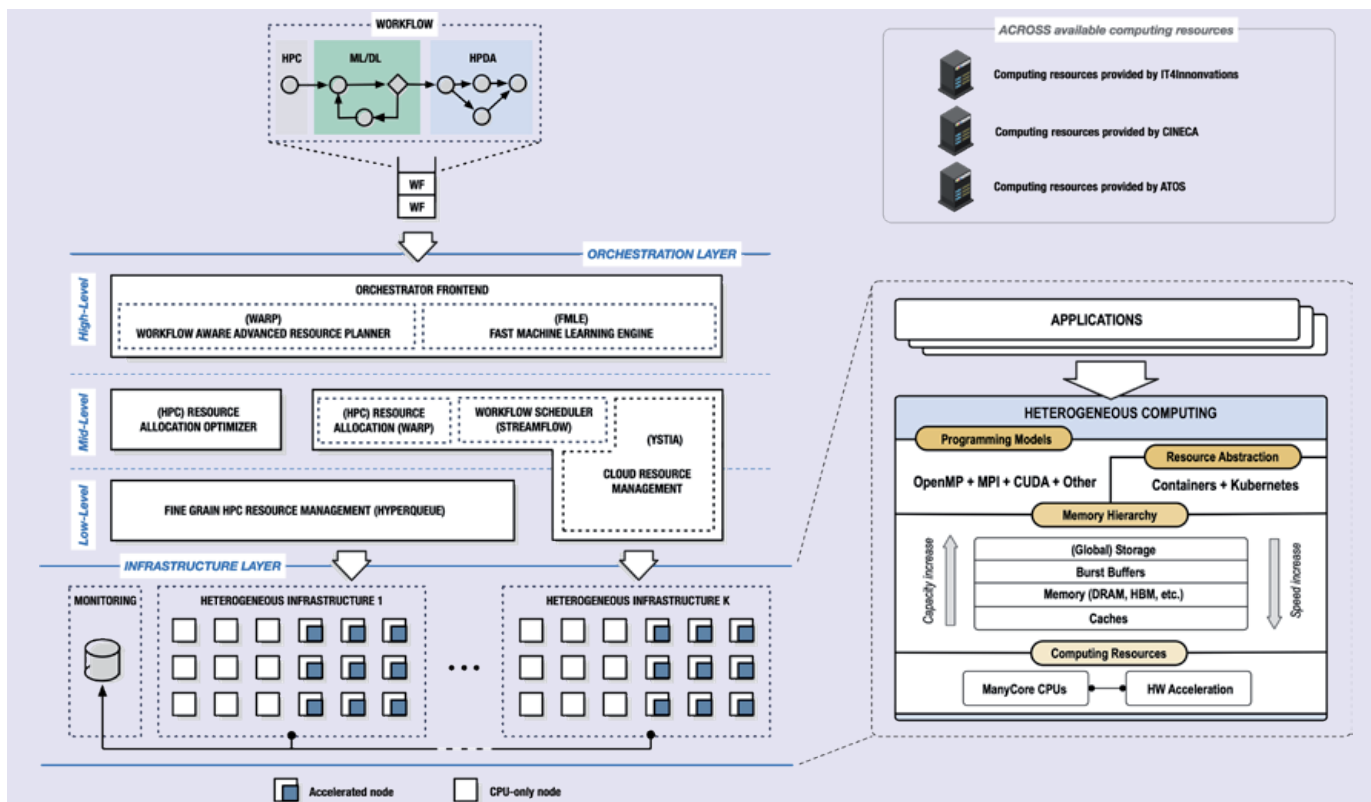 WORKFLOW
HPC
ML/DL
HPDA
WF
WF
ACROSS available computing resources
Computing resources provided by IT4Innonvations
Computing resources provided by CINECA
Computing resources provided by ATOS
ORCHESTRATION LAYER
High-Level
ORCHESTRATOR FRONTEND
(WARP)
WORKFLOW AWARE ADVANCED RESOURCE PLANNER
(FMLE)
FAST MACHINE LEARNING ENGINE
Mid-Level
(HPC) RESOURCE
ALLOCATION OPTIMIZER
(HPC) RESOURCE
ALLOCATION (WARP)
WORKFLOW SCHEDULER
(STREAMFLOW)
(YSTIA)
CLOUD RESOURCE
MANAGEMENT
Low-Level
FINE GRAIN HPC RESOURCE MANAGEMENT (HYPERQUEUE)
INFRASTRUCTURE LAYER
MONITORING
HETEROGENEOUS INFRASTRUCTURE 1
HETEROGENEOUS INFRASTRUCTURE K
Accelerated node
CPU-only node
APPLICATIONS
HETEROGENEOUS COMPUTING
Programming Models
Resource Abstraction
OpenMP + MPI + CUDA + Other
Containers + Kubernetes
Memory Hierarchy
Capacity increase
(Global) Storage
Burst Buffers
Memory (DRAM, HBM, etc.)
Caches
Speed increase
Computing Resources
ManyCore CPUs
HW Acceleration